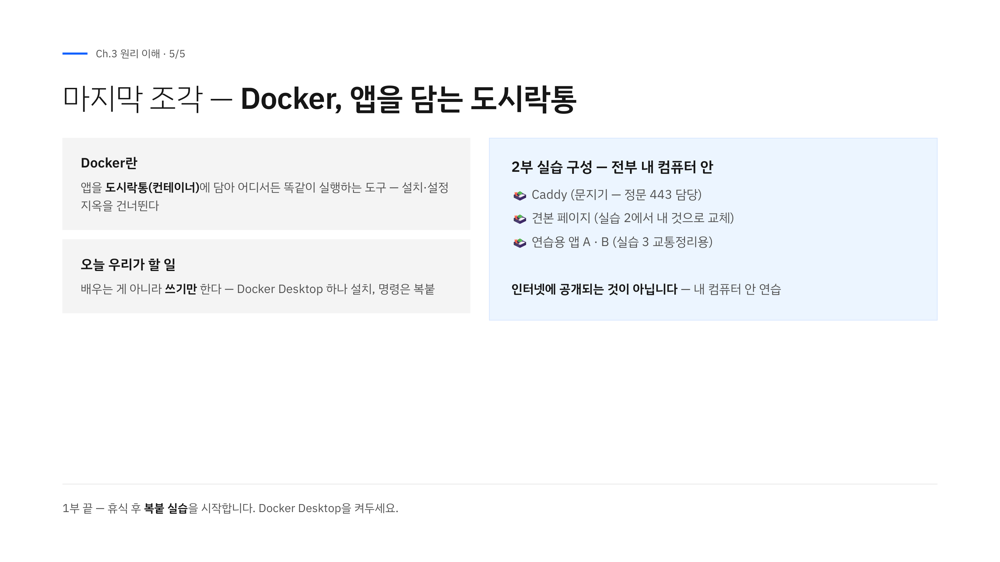 Ch.3 원리 이해 · 5/5
마지막 조각 — Docker, 앱을 담는 도시락통
Docker란
앱을 도시락통(컨테이너)에 담아 어디서든 똑같이 실행하는 도구 — 설치·설정
지옥을 건너뛴다
오늘 우리가 할 일
배우는 게 아니라 쓰기만 한다 — Docker Desktop 하나 설치, 명령은 복붙
2부 실습 구성 — 전부 내 컴퓨터 안
🍱 Caddy (문지기 — 정문 443 담당)
🍱 견본 페이지 (실습 2에서 내 것으로 교체)
🍱 연습용 앱 A · B (실습 3 교통정리용)
인터넷에 공개되는 것이 아닙니다 — 내 컴퓨터 안 연습
1부 끝 — 휴식 후 복붙 실습을 시작합니다. Docker Desktop을 켜두세요.